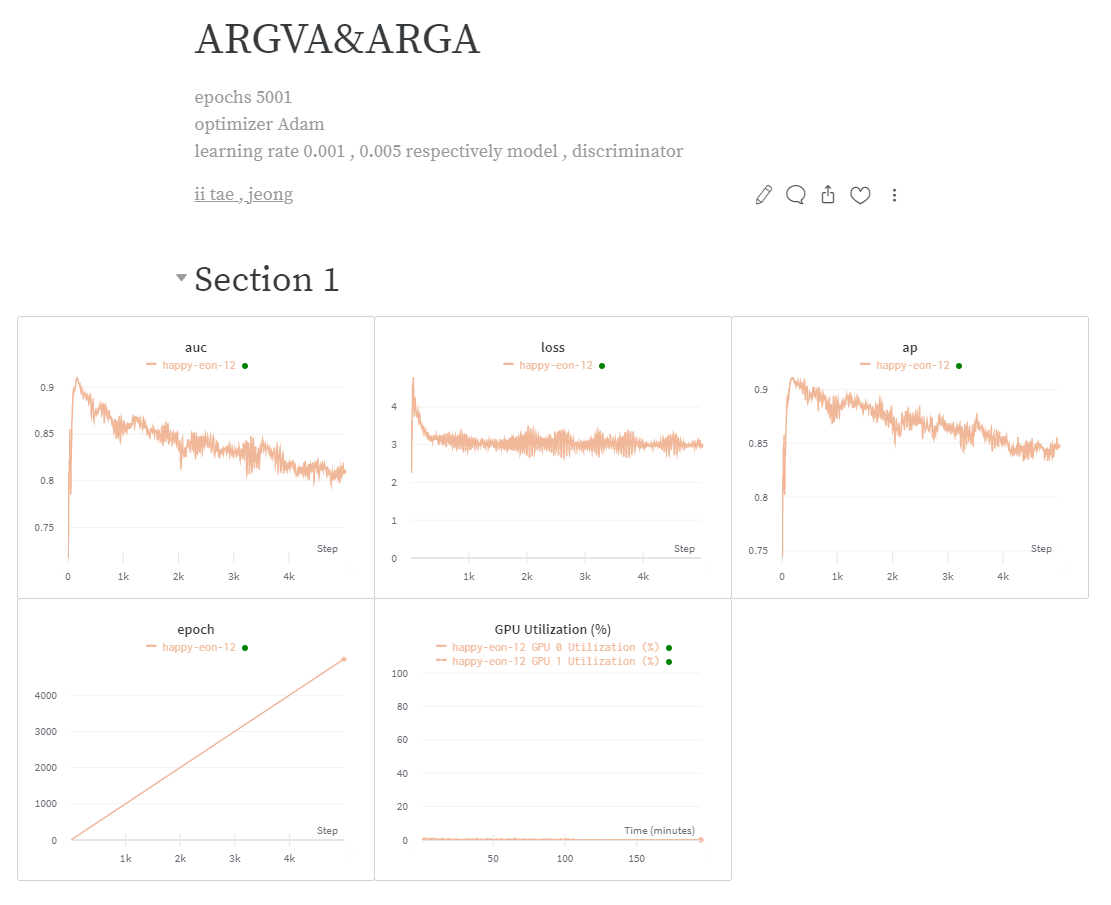 ARGVA&ARGA
epochs 5001
optimizer Adam
learning rate 0.001 , 0.005 respectively model , discriminator
ii tae , jeong
Section 1
auc
happy-eon-12
0.9
0.85
0.8
0.75
Step
0 1k 2k 3k 4k
loss
happy-eon-12
4
3
2
1
0
Step
1k 2k 3k 4k
ap
happy-eon-12
0.9
0.85
0.8
0.75
Step
0 1k 2k 3k 4k
epoch
happy-eon-12
4000
3000
2000
1000
0
Step
1k 2k 3k 4k
GPU Utilization (%)
happy-eon-12 GPU 0 Utilization (%)
happy-eon-12 GPU 1 Utilization (%)
100
80
60
40
20
0
Time (minutes)
50 100 150